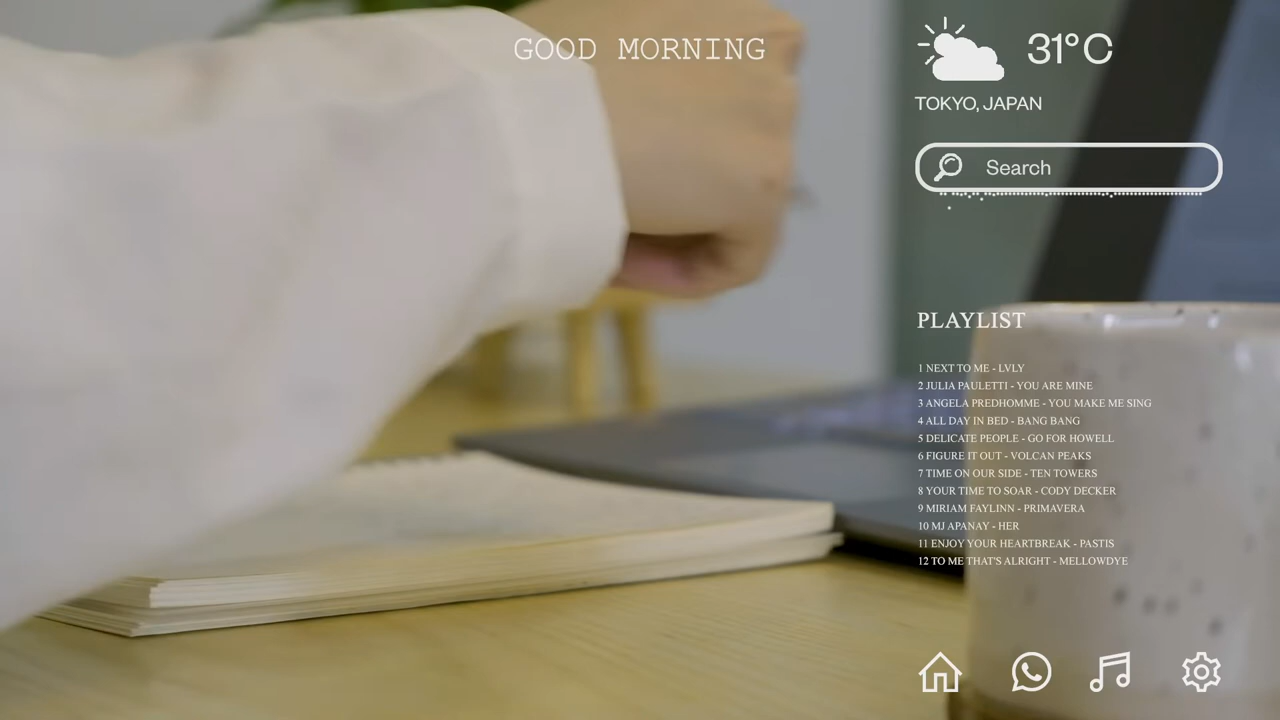 GOOD MORNING
31°C
TOKYO, JAPAN
Search
PLAYLIST
1 NEXT TO ME - LVLY
2 JULIA PAULETTI - YOU ARE MINE
3 ANGELA PREDHOMME - YOU MAKE ME SING
4 ALL DAY IN BED - BANG BANG
5 DELICATE PEOPLE - GO FOR HOWELL
6 FIGURE IT OUT - VOLCAN PEAKS
7 TIME ON OUR SIDE - TEN TOWERS
8 YOUR TIME TO SOAR - CODY DECKER
9 MIRIAM FAYLINN - PRIMAVERA
10 MJ APANAY - HER
11 ENJOY YOUR HEARTBREAK - PASTIS
12 TO ME THAT'S ALRIGHT - MELLOWDYE